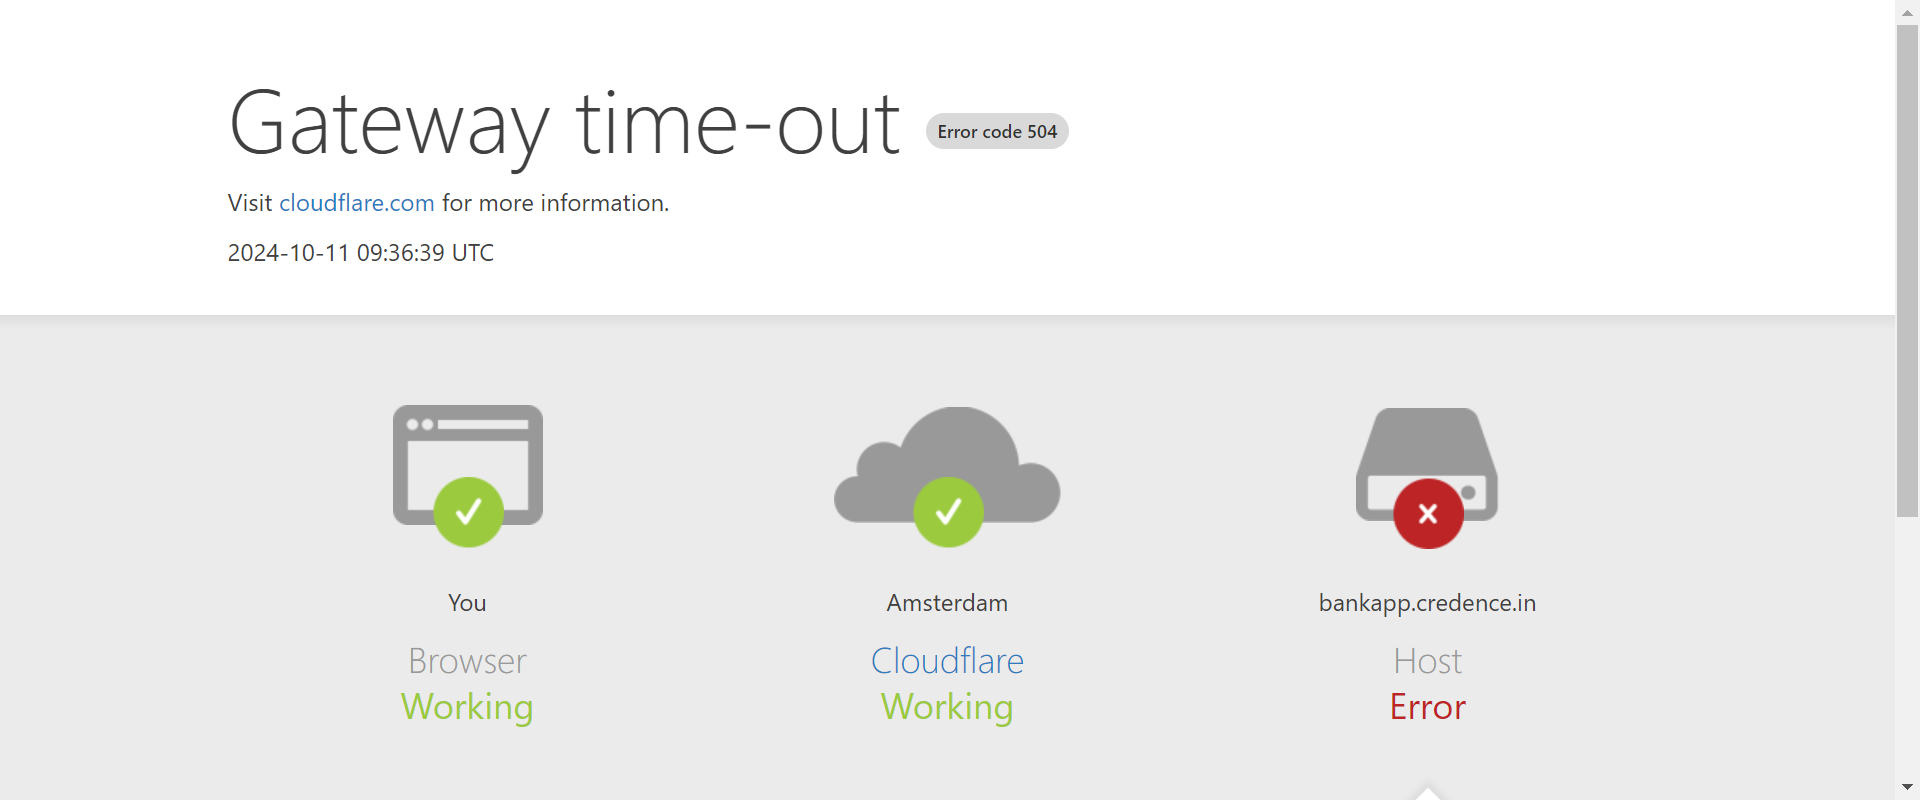 Gateway time-out Error code 504
Visit cloudflare.com for more information.
2024-10-11 09:36:39 UTC
You
Browser
Working
Amsterdam
Cloudflare
Working
bankapp.credence.in
Host
Error